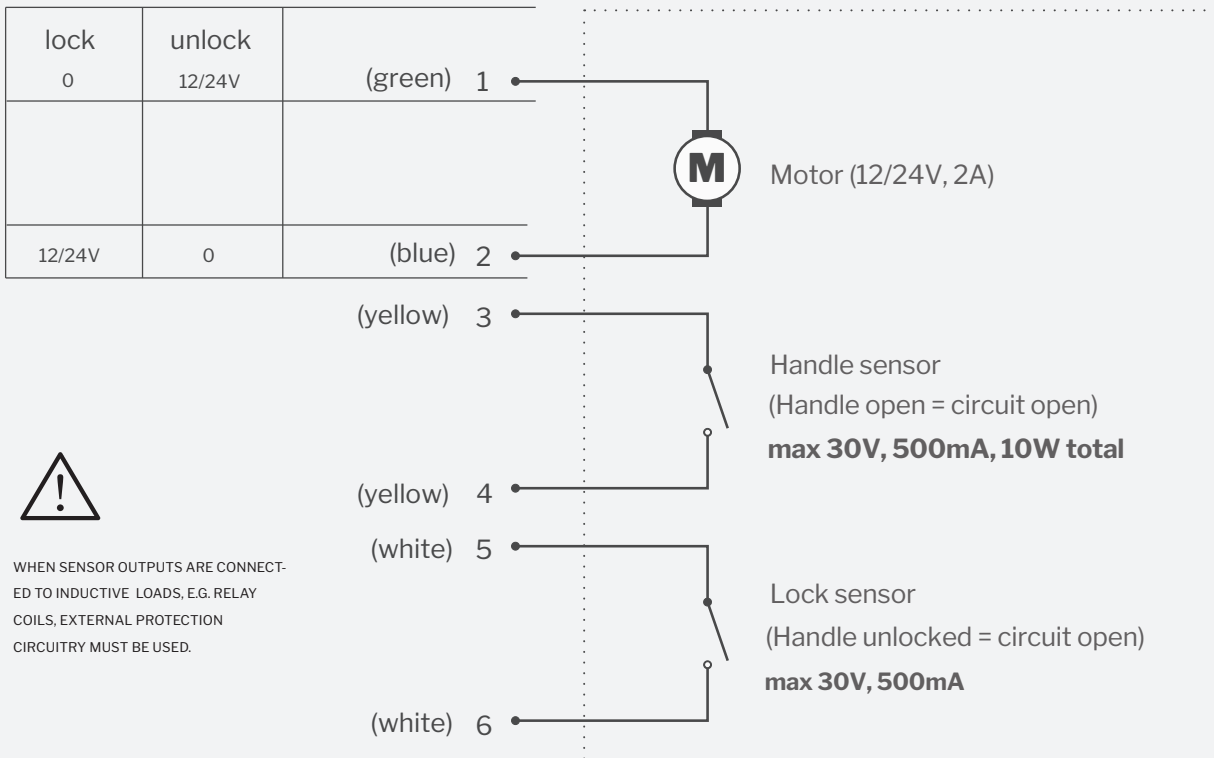 lock unlock
0 12/24V (green) 1
M
Motor (12/24V, 2A)
12/24V 0 (blue) 2
(yellow) 3
Handle sensor
(Handle open = circuit open)
max 30V, 500mA, 10W total
(yellow) 4
(white) 5
WHEN SENSOR OUTPUTS ARE CONNECT-
ED TO INDUCTIVE LOADS, E.G. RELAY
COILS, EXTERNAL PROTECTION
CIRCUITRY MUST BE USED.
Lock sensor
(Handle unlocked = circuit open)
max 30V, 500mA
(white) 6